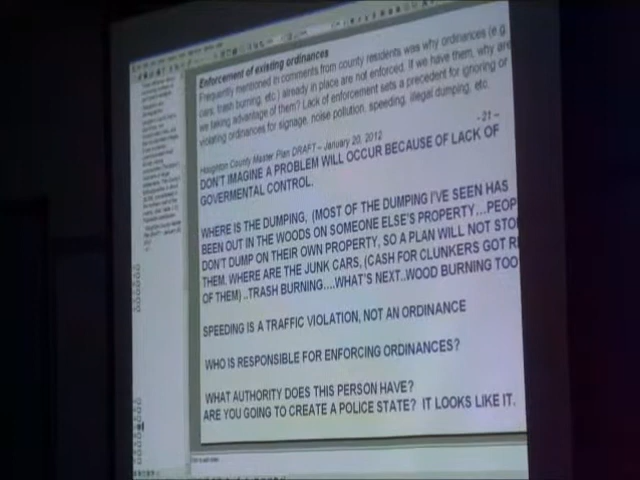 Enforcement of existing ordinances
Frequently mentioned in comments from county residents was why ordinances (e.g
cars, trash burning, etc.) already in place are not enforced. If we have them, why are
we taking advantage of them? Lack of enforcement sets a precedent for ignoring or
violating ordinances for signage, noise pollution, speeding, illegal dumping, etc.
- 21 –
Houghton County Master Plan DRAFT – January 20, 2012
DON'T IMAGINE A PROBLEM WILL OCCUR BECAUSE OF LACK OF
GOVERMENTAL CONTROL.
WHERE IS THE DUMPING, (MOST OF THE DUMPING I'VE SEEN HAS
BEEN OUT IN THE WOODS ON SOMEONE ELSE'S PROPERTY…PEOP
DON'T DUMP ON THEIR OWN PROPERTY, SO A PLAN WILL NOT STO
THEM. WHERE ARE THE JUNK CARS, (CASH FOR CLUNKERS GOT RI
OF THEM) ..TRASH BURNING….WHAT'S NEXT..WOOD BURNING TOO
SPEEDING IS A TRAFFIC VIOLATION, NOT AN ORDINANCE
WHO IS RESPONSIBLE FOR ENFORCING ORDINANCES?
WHAT AUTHORITY DOES THIS PERSON HAVE?
ARE YOU GOING TO CREATE A POLICE STATE? IT LOOKS LIKE IT.